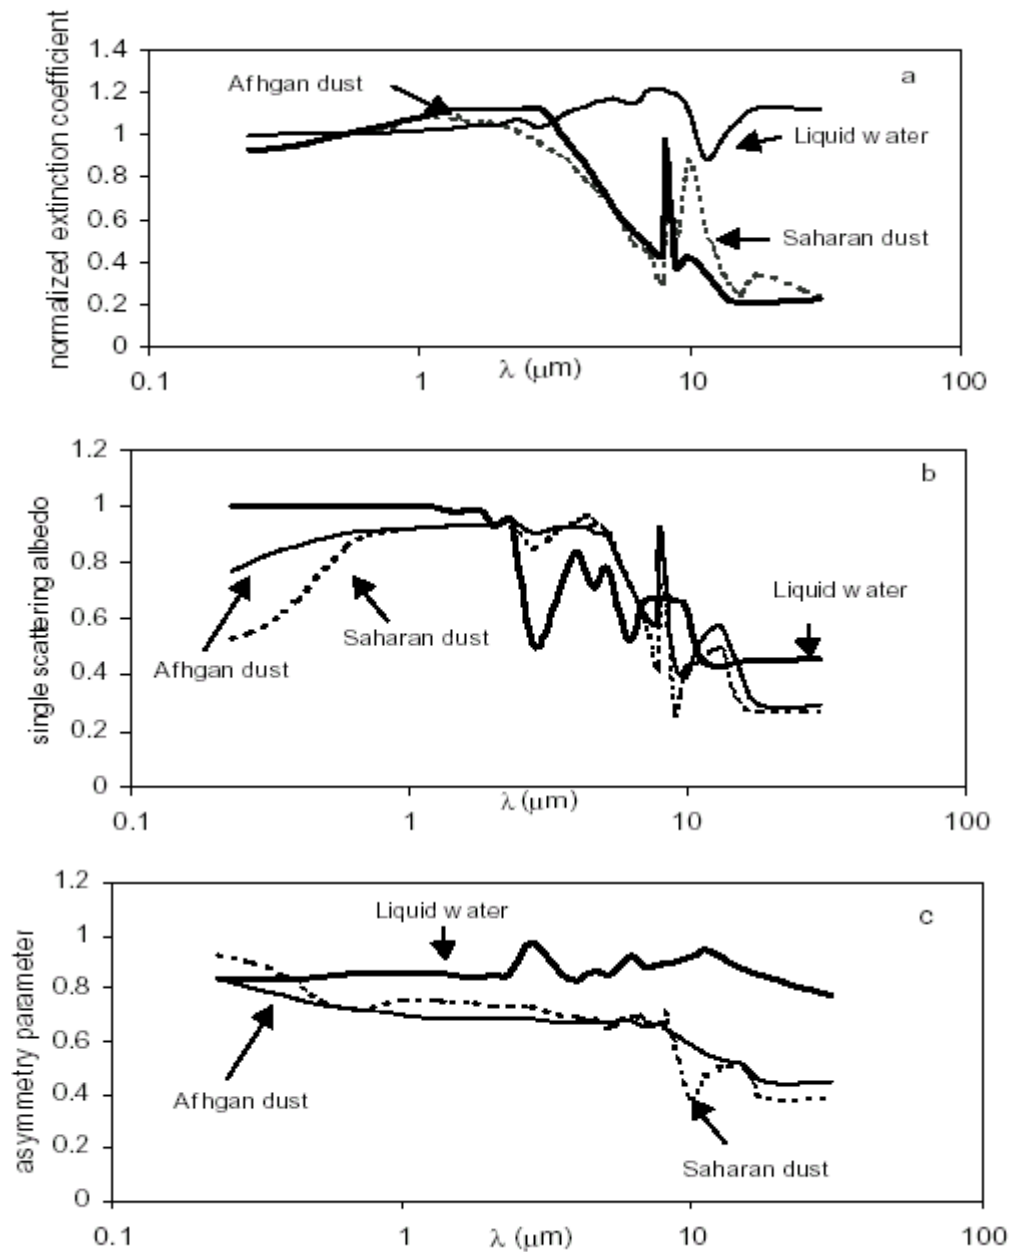 normalized extinction coefficient
1.4
1.2
1
0.8
0.6
0.4
0.2
0
a
Afhgan dust
Liquid water
Saharan dust
0.1
1
10
100
λ (μm)
single scattering albedo
1.2
1
0.8
0.6
0.4
0.2
0
b
Liquid water
Saharan dust
Afhgan dust
0.1
1
10
100
λ (μm)
asymmetry parameter
1.2
1
0.8
0.6
0.4
0.2
0
c
Liquid water
Afhgan dust
Saharan dust
0.1
1
10
100
λ (μm)